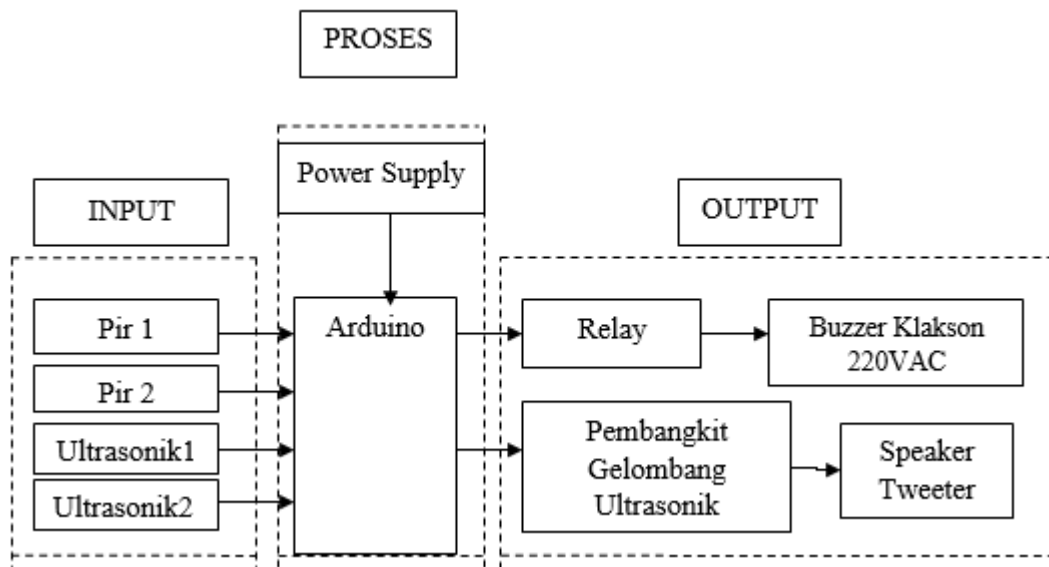 PROSES
Power Supply
INPUT
OUTPUT
Pir 1
Arduino
Relay
Buzzer Klakson
220VAC
Pir 2
Ultrasonik1
Ultrasonik2
Pembangkit
Gelombang
Ultrasonik
Speaker
Tweeter